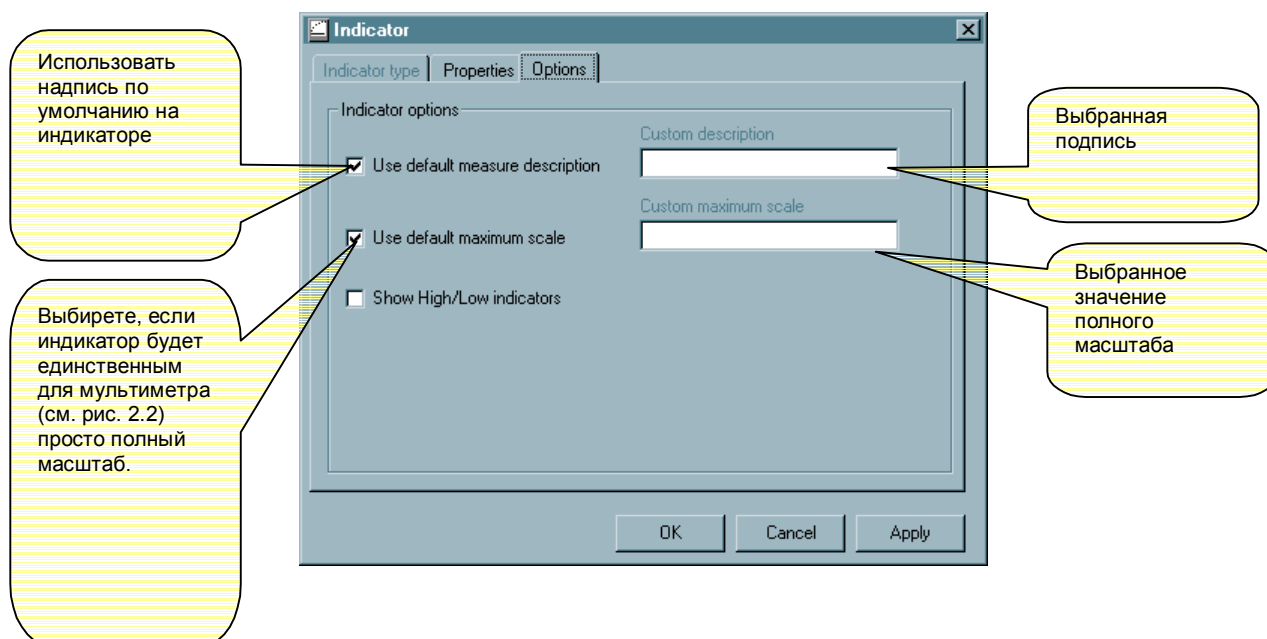 Indicator
Indicator type
Properties
Options
Использовать
надпись по
умолчанию на
индикаторе
Indicator options
Custom description
Use default measure description
Выбранная
подпись
Custom maximum scale
Use default maximum scale
Выбранное
значение
полного
масштаба
Show High/Low indicators
Выбирете, если
индикатор будет
единственным
для мультиметра
(см. рис. 2.2)
просто полный
масштаб.
OK
Cancel
Apply